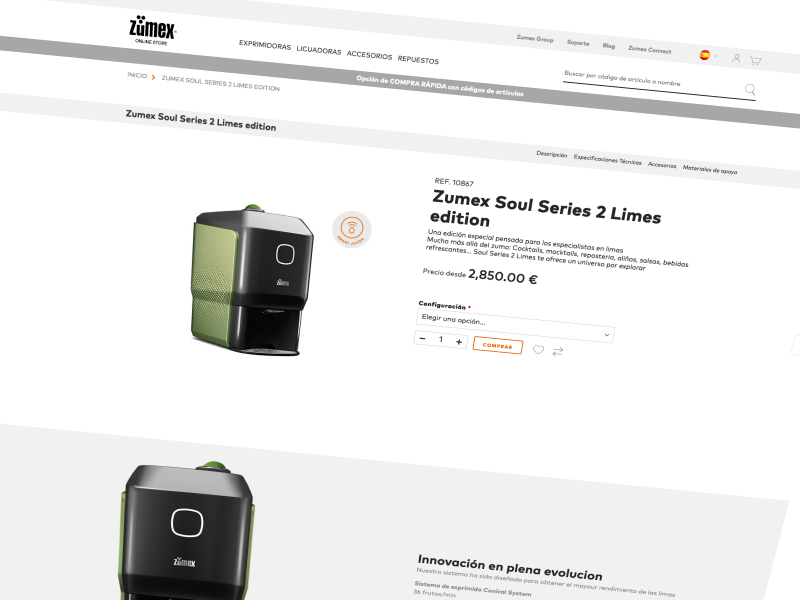 zümex
ONLINE STORE
Zumex Group Soporte Blog Zumex Connect
EXPRIMIDORAS LICUADORAS ACCESORIOS REPUESTOS
Buscar por código de artículo o nombre
Opción de COMPRA RÁPIDA con códigos de artículos
INICIO > ZUMEX SOUL SERIES 2 LIMES EDITION
Zumex Soul Series 2 Limes edition
Descripción Especificaciones Técnicas Accesorios Materiales de apoyo
REF. 10867
Zumex Soul Series 2 Limes
edition
Una edición especial pensada para los especialistas en limas
Mucho más allá del zumo: Cocktails, mocktails, repostería, aliños, salsas, bebidas
refrescantes... Soul Series 2 Limes te ofrece un universo por explorar
Precio desde 2,850.00 €
Configuración *
Elegir una opción...
− 1 + COMPRAR
SMART JUICER
zümex
zümex
Innovación en plena evolucion
Nuestro sistema ha sido diseñado para obtener el mayour rendimiento de las limas
Sistema de exprimido Conical System
36 frutas/min